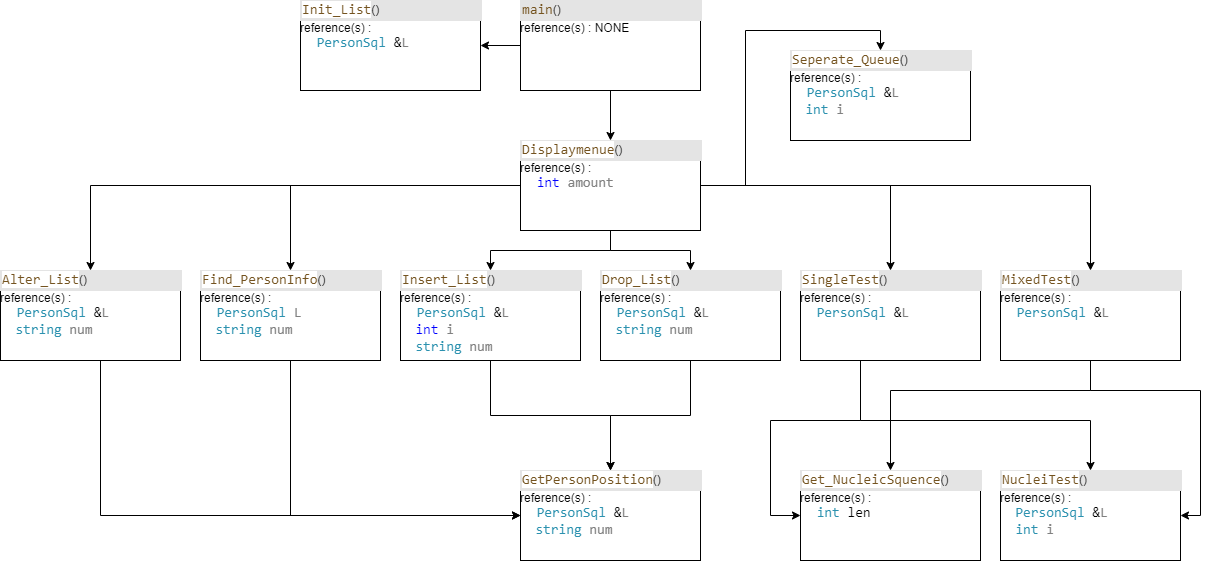 Init_List()
reference(s) :
PersonSql &L
main()
reference(s) : NONE
Seperate_Queue()
reference(s) :
PersonSql &L
int i
Displaymenue()
reference(s) :
int amount
Alter_List()
reference(s) :
PersonSql &L
string num
Find_PersonInfo()
reference(s) :
PersonSql L
string num
Insert_List()
reference(s) :
PersonSql &L
int i
string num
Drop_List()
reference(s) :
PersonSql &L
string num
SingleTest()
reference(s) :
PersonSql &L
MixedTest()
reference(s) :
PersonSql &L
GetPersonPosition()
reference(s) :
PersonSql &L
string num
Get_NucleicSquence()
reference(s) :
int len
NucleiTest()
reference(s) :
PersonSql &L
int i